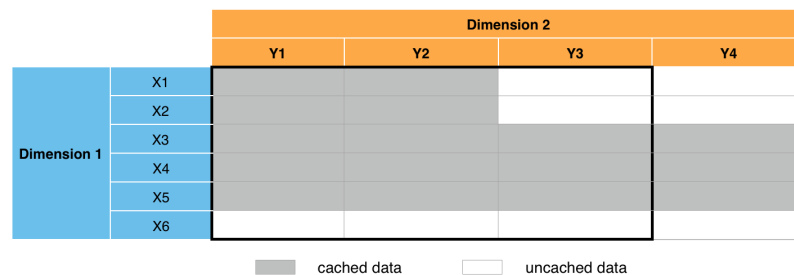 Dimension 2
Y1 Y2 Y3 Y4
X1
X2
X3
Dimension 1 X4
X5
X6
cached data uncached data